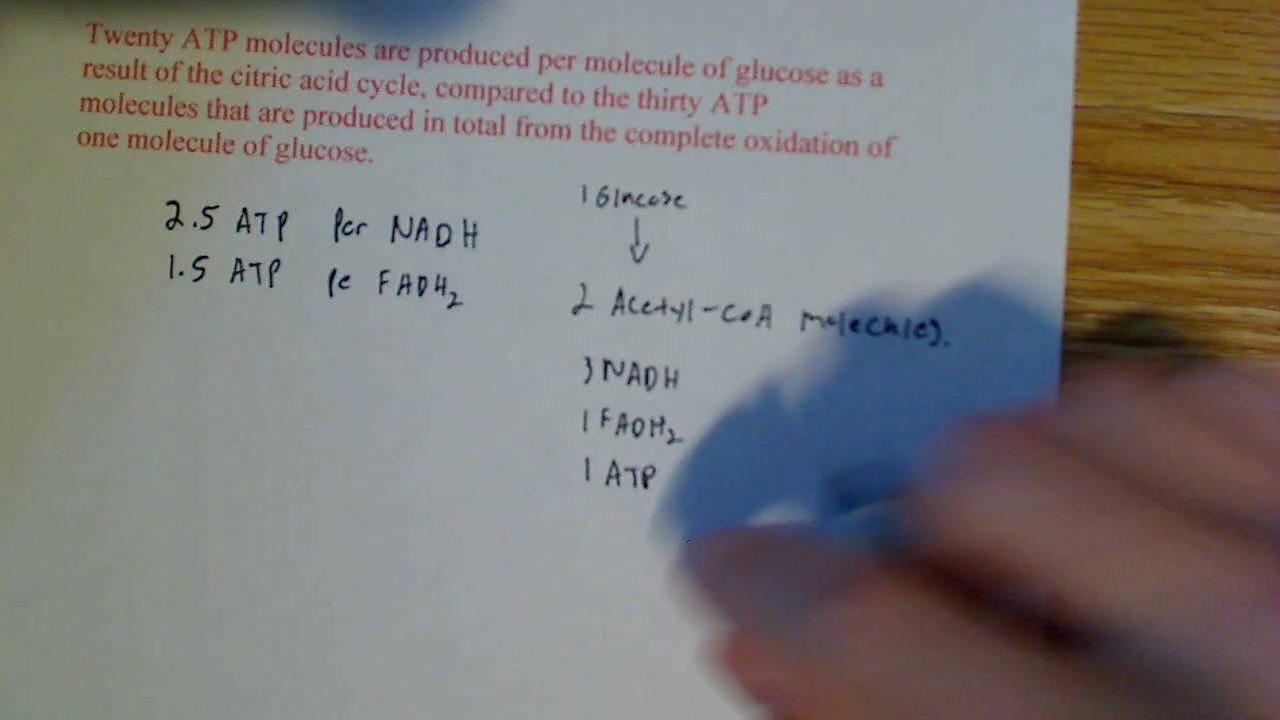 Twenty ATP molecules are produced per molecule of glucose as a
result of the citric acid cycle, compared to the thirty ATP
molecules that are produced in total from the complete oxidation of
one molecule of glucose.
2.5 ATP Per NADH
1.5 ATP Pe FADH2
1 Glucose
↓
2 Acetyl-CoA molecules.
3 NADH
1 FADH2
1 ATP